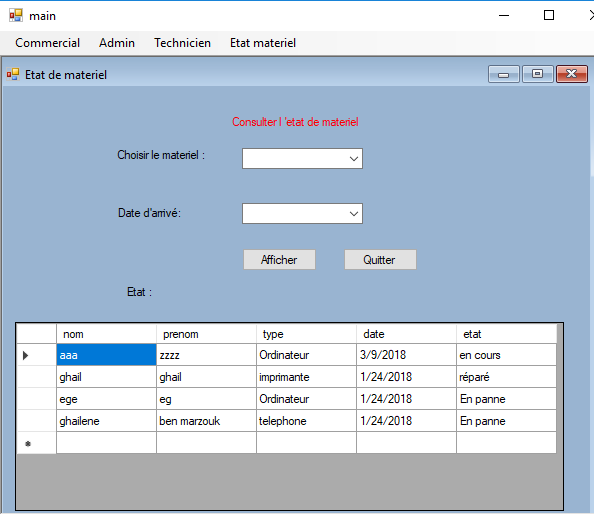 main
Commercial Admin Technicien Etat materiel
Etat de materiel
Consulter l 'etat de materiel
Choisir le materiel :
Date d'arrivé:
Afficher Quitter
Etat :
nom prenom type date etat
aaa zzzz Ordinateur 3/9/2018 en cours
ghail ghail imprimante 1/24/2018 réparé
ege eg Ordinateur 1/24/2018 En panne
ghailene ben marzouk telephone 1/24/2018 En panne